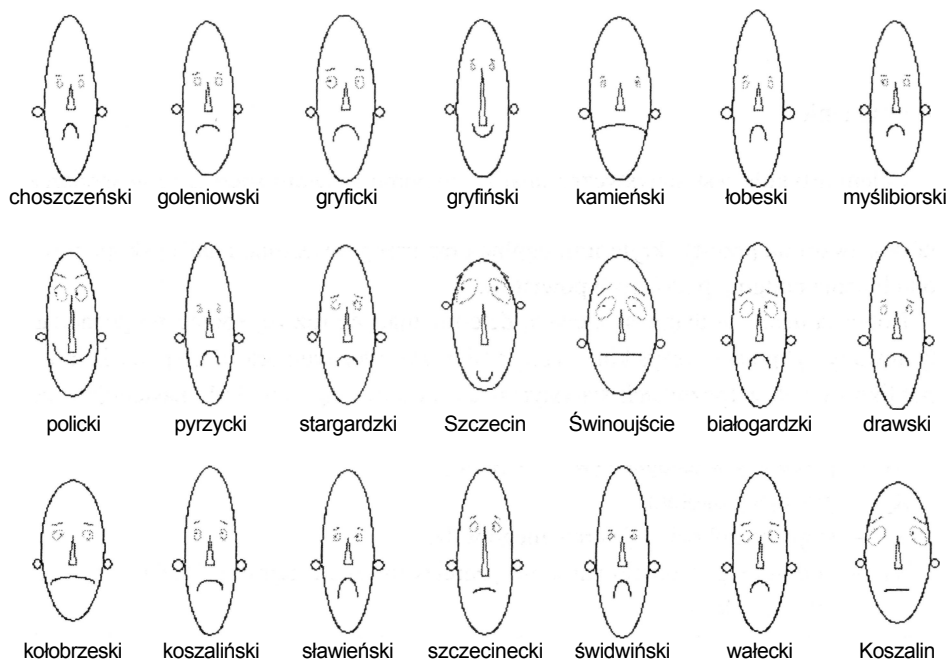 choszczeński goleniowski gryficki gryfiński kamieński łobeski myślibiorski
policki pyrzycki stargardzki Szczecin Świnoujście białogardzki drawski
kołobrzeski koszaliński sławieński szczecinecki świdwiński wałecki Koszalin